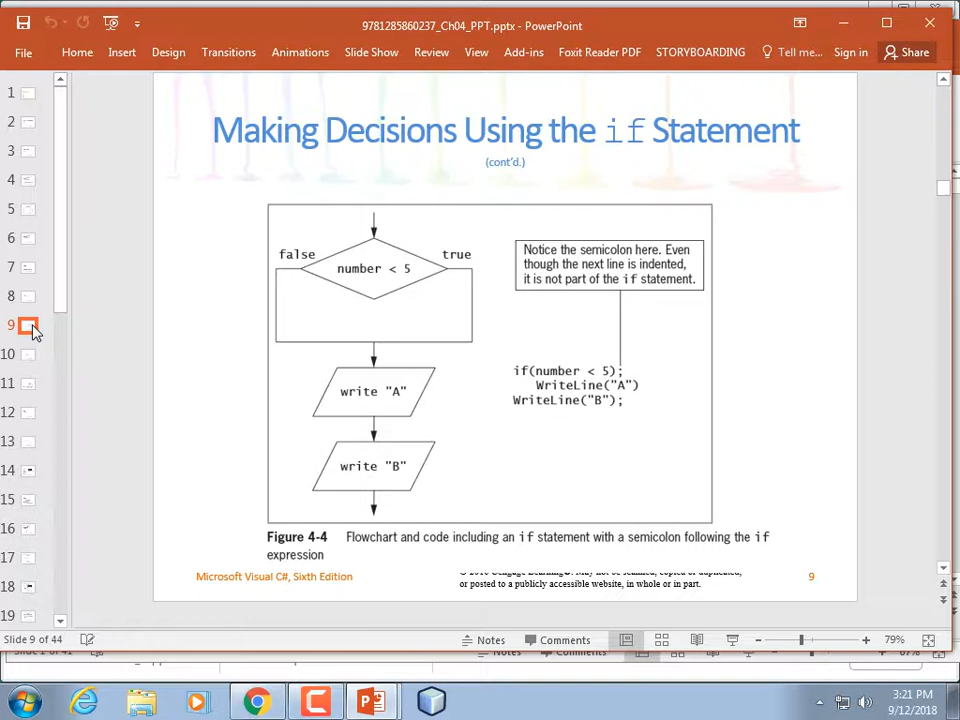 9781285860237_Ch04_PPT.pptx - PowerPoint
File Home Insert Design Transitions Animations Slide Show Review View Add-ins Foxit Reader PDF STORYBOARDING Tell me... Sign in Share
1
2
3
4
5
6
7
8
9
10
11
12
13
14
15
16
17
18
19
Making Decisions Using the if Statement
(cont'd.)
false
true
number < 5
write "A"
write "B"
Notice the semicolon here. Even
though the next line is indented,
it is not part of the if statement.
if(number < 5);
WriteLine("A")
WriteLine("B");
Figure 4-4 Flowchart and code including an if statement with a semicolon following the if
expression
Microsoft Visual C#, Sixth Edition
or posted to a publicly accessible website, in whole or in part.
9
Slide 9 of 44
Notes Comments
79%
3:21 PM
9/12/2018